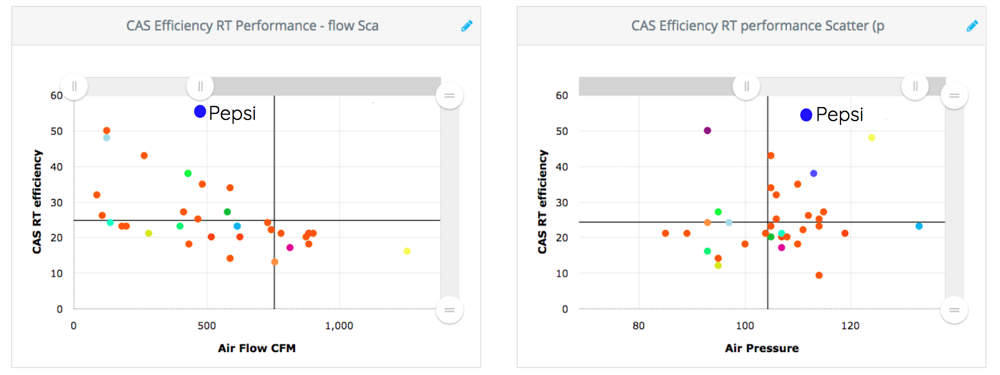 CAS Efficiency RT Performance - flow Sca
60
50
40
30
20
10
0
CAS RT efficiency
Pepsi
0 500 1,000
Air Flow CFM
CAS Efficiency RT performance Scatter (p
60
50
40
30
20
10
0
CAS RT efficiency
Pepsi
80 100 120
Air Pressure